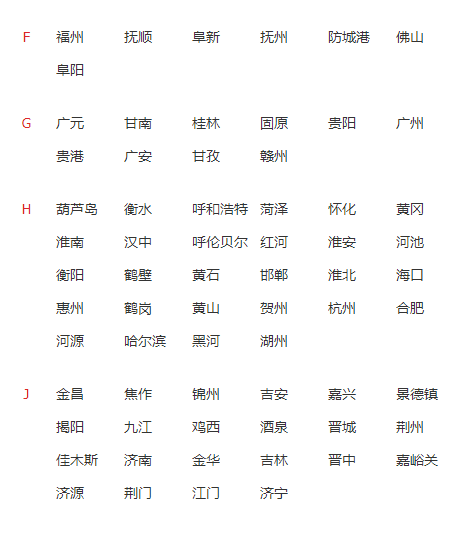 F 福州 抚顺 阜新 抚州 防城港 佛山
阜阳
G 广元 甘南 桂林 固原 贵阳 广州
贵港 广安 甘孜 赣州
H 葫芦岛 衡水 呼和浩特 菏泽 怀化 黄冈
淮南 汉中 呼伦贝尔 红河 淮安 河池
衡阳 鹤壁 黄石 邯郸 淮北 海口
惠州 鹤岗 黄山 贺州 杭州 合肥
河源 哈尔滨 黑河 湖州
J 金昌 焦作 锦州 吉安 嘉兴 景德镇
揭阳 九江 鸡西 酒泉 晋城 荆州
佳木斯 济南 金华 吉林 晋中 嘉峪关
济源 荆门 江门 济宁